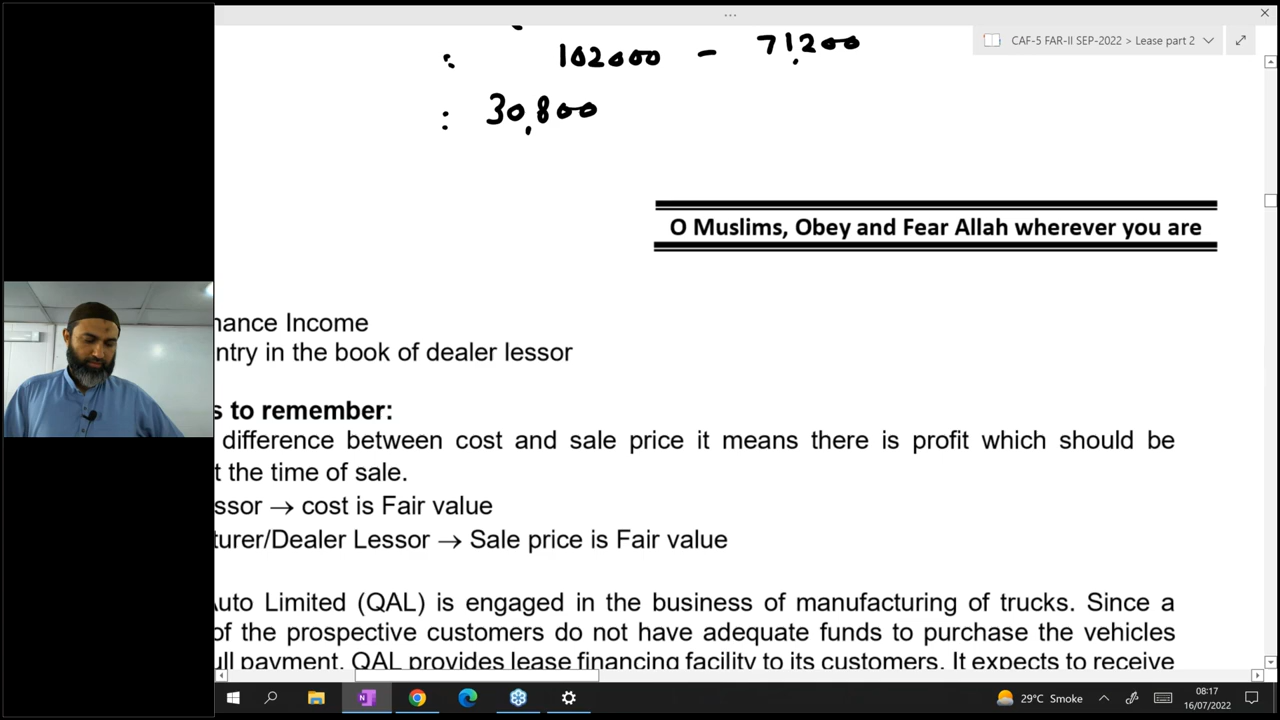 ...
CAF-5 FAR-II SEP-2022 > Lease part 2
: 102000 - 71,200
: 30,800
O Muslims, Obey and Fear Allah wherever you are
nance Income
ntry in the book of dealer lessor
s to remember:
difference between cost and sale price it means there is profit which should be
t the time of sale.
ssor → cost is Fair value
turer/Dealer Lessor → Sale price is Fair value
Auto Limited (QAL) is engaged in the business of manufacturing of trucks. Since a
of the prospective customers do not have adequate funds to purchase the vehicles
ull payment, QAL provides lease financing facility to its customers. It expects to receive
29°C Smoke
08:17
16/07/2022